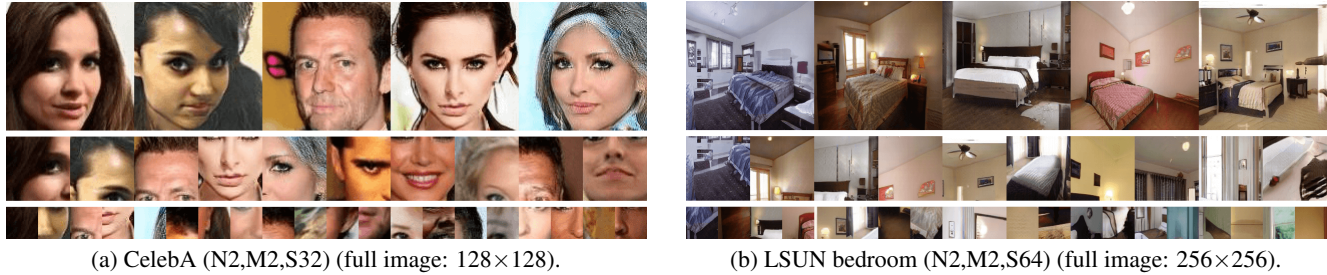 (a) CelebA (N2,M2,S32) (full image: 128×128).
(b) LSUN bedroom (N2,M2,S64) (full image: 256×256).